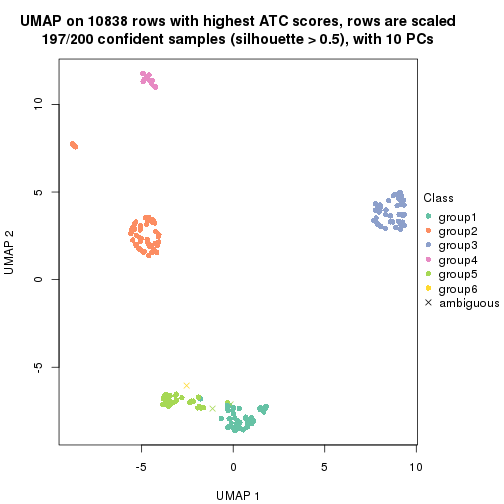 UMAP on 10838 rows with highest ATC scores, rows are scaled
197/200 confident samples (silhouette > 0.5), with 10 PCs
10
5
0
-5
UMAP 2
-5
0
5
10
UMAP 1
Class
group1
group2
group3
group4
group5
group6
ambiguous